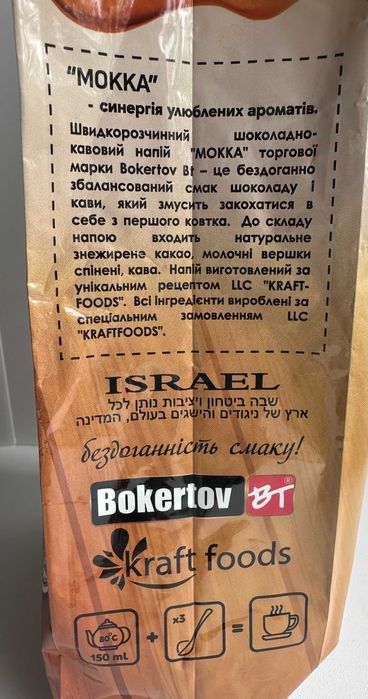 "МОККА"
- синергія улюблених ароматів.
Швидкорозчинний шоколадно-
кавовий напій "МОККА" торгової
марки Bokertov Bt – це бездоганно
збалансований смак шоколаду і
кави, який змусить закохатися в
себе з першого ковтка. До складу
напою входить натуральне
знежирене какао, молочні вершки
спінені, кава. Напій виготовлений за
унікальним рецептом LLC "KRAFT-
FOODS". Всі інгредієнти вироблені за
спеціальним замовленням LLC
"KRAFTFOODS".
ISRAEL
שבה ביטחון ויציבות נותן לכל
ארץ של ניגודים והישגים בעולם, המדינה
бездоганність смаку!
Bokertov BT®
kraft foods
80°C + x3 =
150 mL